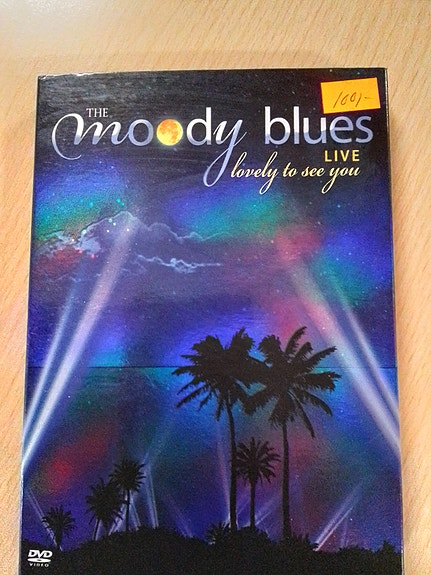 100/-
THE
moody blues
LIVE
lovely to see you
DVD
VIDEO